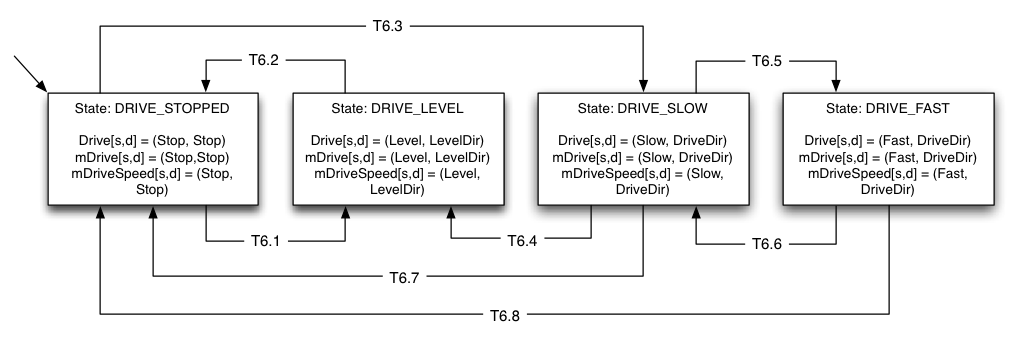 T6.3
T6.2
T6.5
State: DRIVE_STOPPED
Drive[s,d] = (Stop, Stop)
mDrive[s,d] = (Stop,Stop)
mDriveSpeed[s,d] = (Stop,
Stop)
State: DRIVE_LEVEL
Drive[s,d] = (Level, LevelDir)
mDrive[s,d] = (Level, LevelDir)
mDriveSpeed[s,d] = (Level,
LevelDir)
State: DRIVE_SLOW
Drive[s,d] = (Slow, DriveDir)
mDrive[s,d] = (Slow, DriveDir)
mDriveSpeed[s,d] = (Slow,
DriveDir)
State: DRIVE_FAST
Drive[s,d] = (Fast, DriveDir)
mDrive[s,d] = (Fast, DriveDir)
mDriveSpeed[s,d] = (Fast,
DriveDir)
T6.1
T6.4
T6.6
T6.7
T6.8